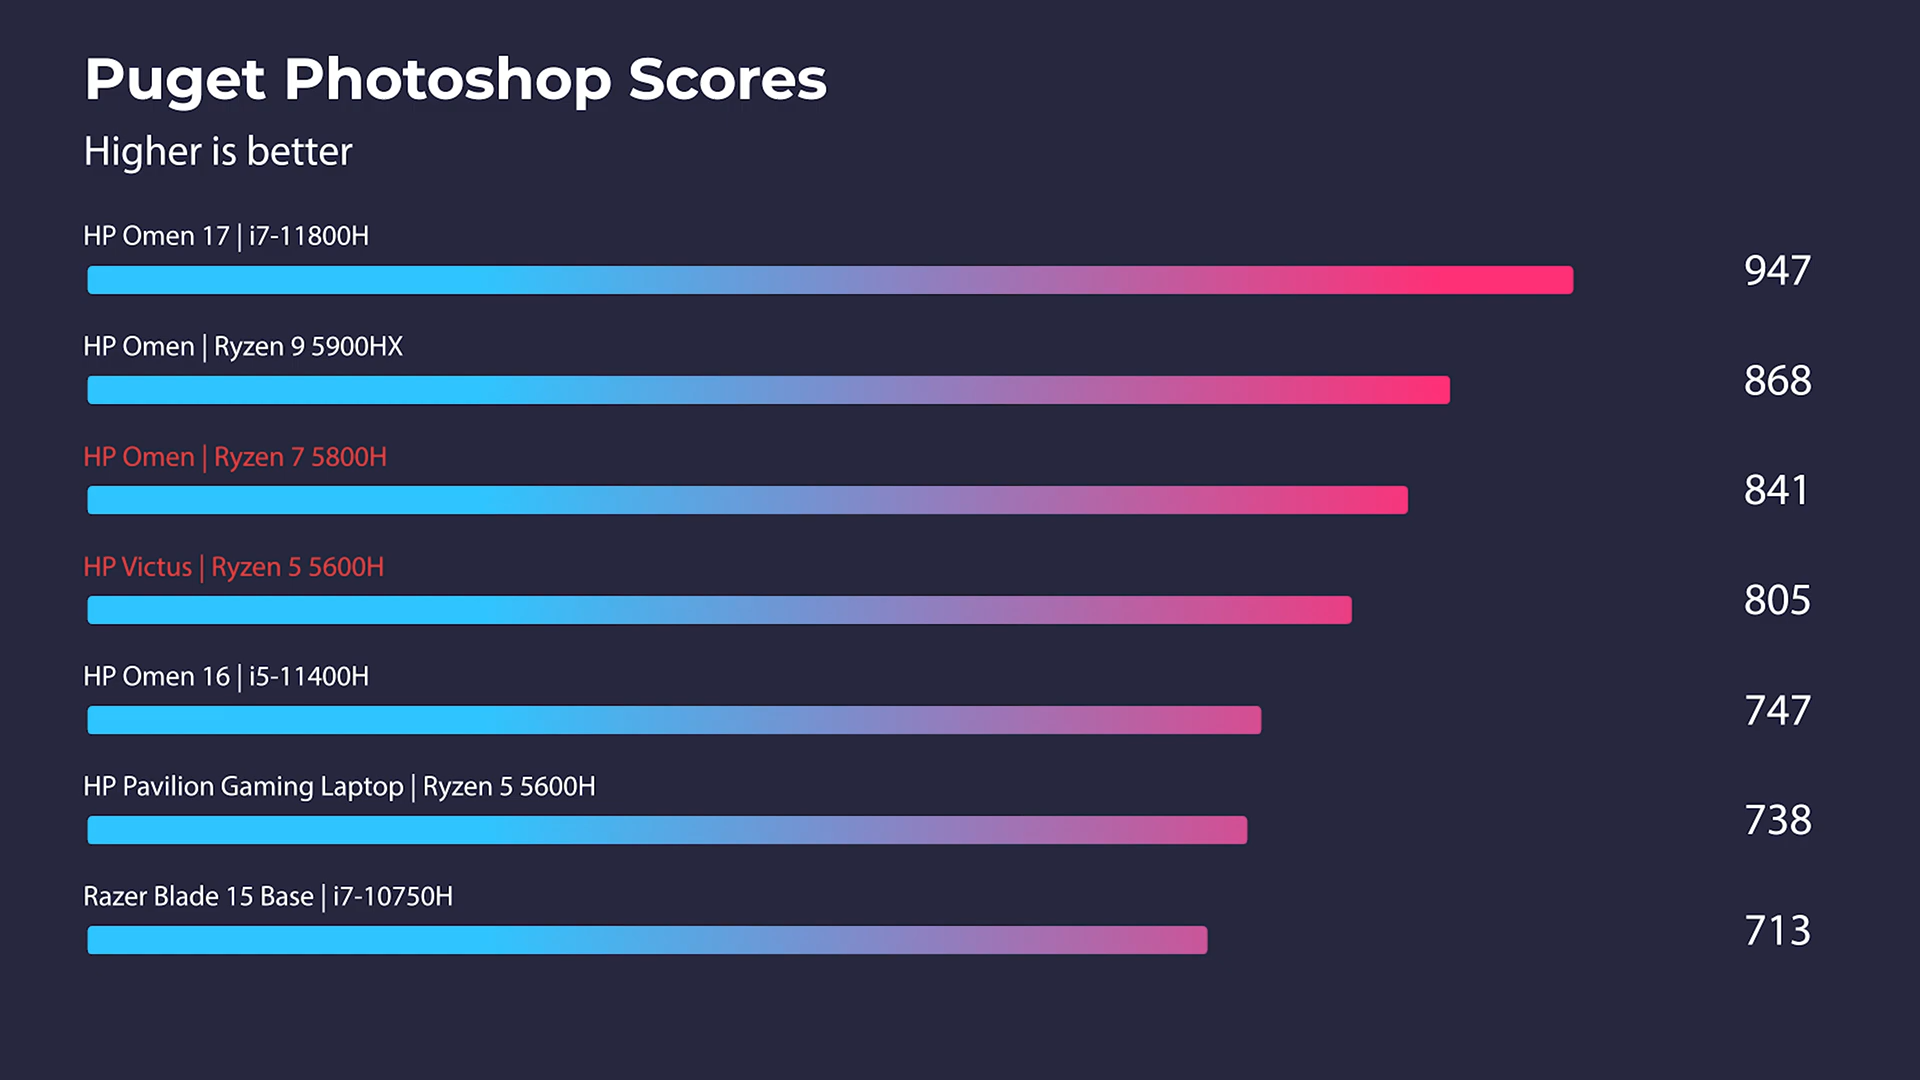 Puget Photoshop Scores
Higher is better
HP Omen 17 | i7-11800H
947
HP Omen | Ryzen 9 5900HX
868
HP Omen | Ryzen 7 5800H
841
HP Victus | Ryzen 5 5600H
805
HP Omen 16 | i5-11400H
747
HP Pavilion Gaming Laptop | Ryzen 5 5600H
738
Razer Blade 15 Base | i7-10750H
713